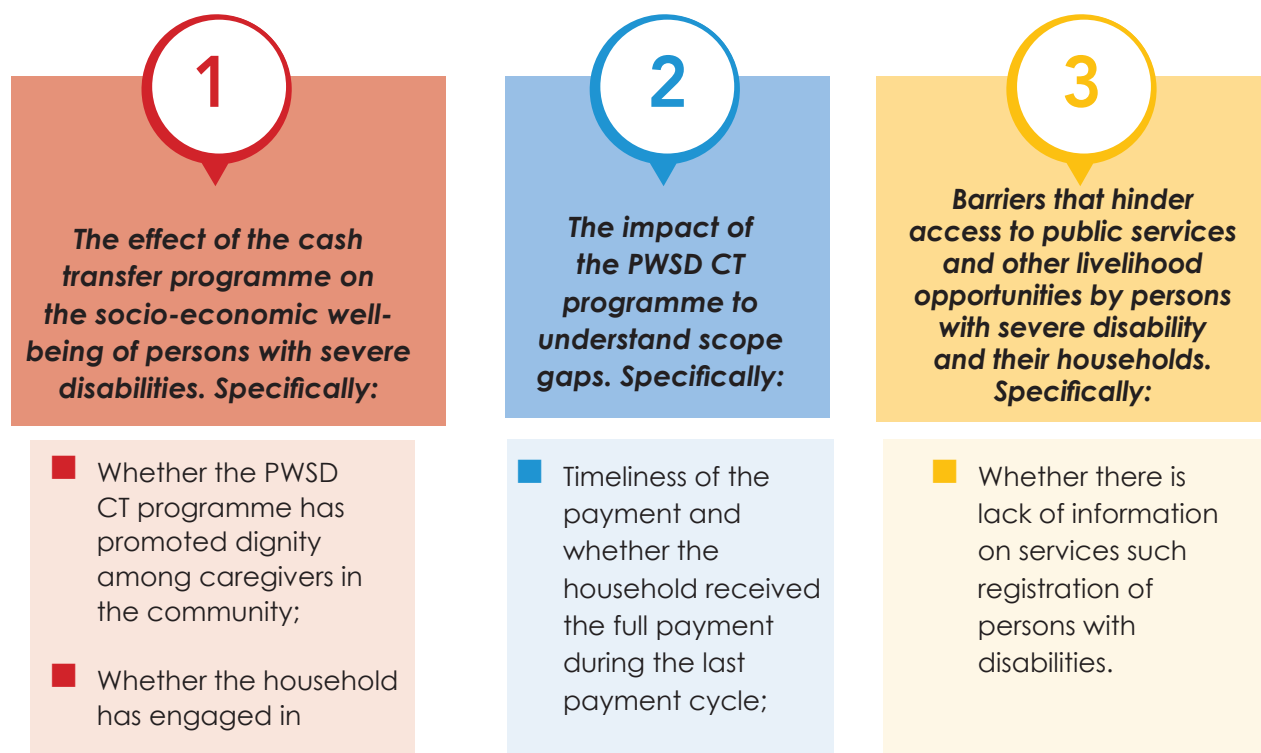 1
The effect of the cash
transfer programme on
the socio-economic well-
being of persons with severe
disabilities. Specifically:
Whether the PWSD
CT programme has
promoted dignity
among caregivers in
the community;
Whether the household
has engaged in
2
The impact of
the PWSD CT
programme to
understand scope
gaps. Specifically:
Timeliness of the
payment and
whether the
household received
the full payment
during the last
payment cycle;
3
Barriers that hinder
access to public services
and other livelihood
opportunities by persons
with severe disability
and their households.
Specifically:
Whether there is
lack of information
on services such
registration of
persons with
disabilities.